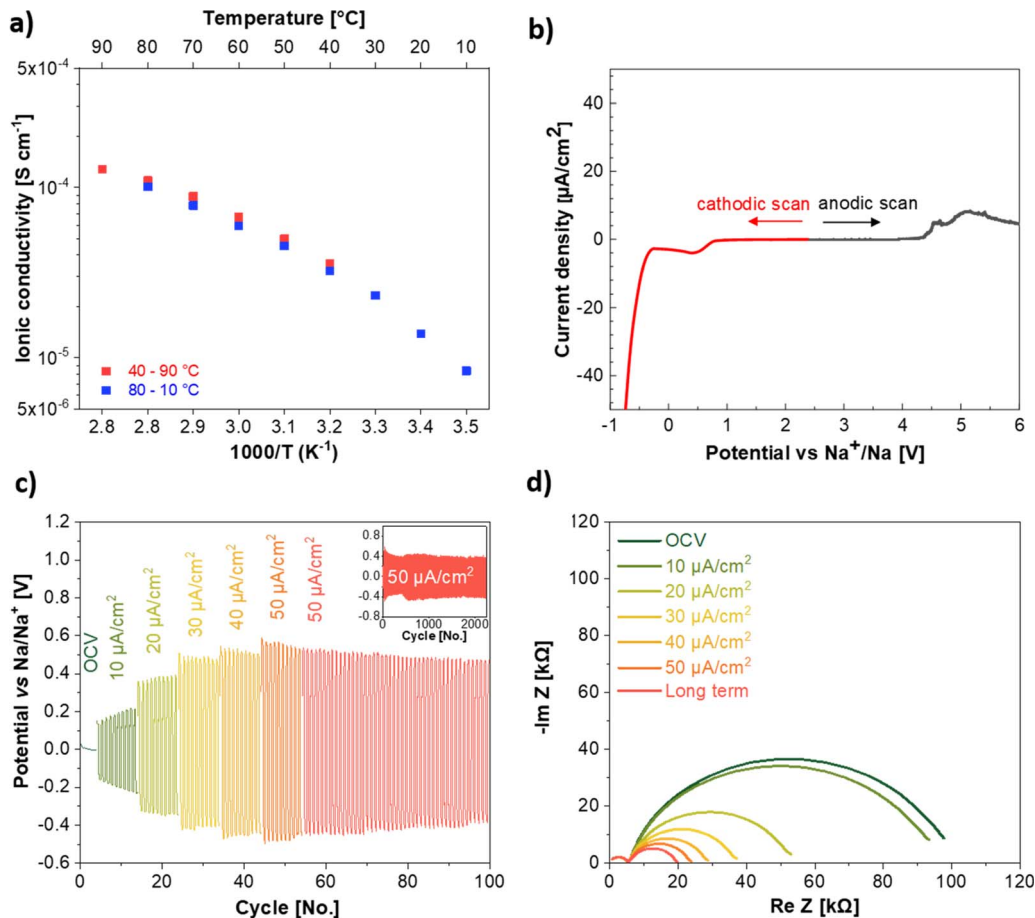 a)
Temperature [°C]
90 80 70 60 50 40 30 20 10
Ionic conductivity [S cm⁻¹]
5x10⁻⁴
10⁻⁴
10⁻⁵
5x10⁻⁶
40 - 90 °C
80 - 10 °C
2.8 2.8 2.9 3.0 3.1 3.2 3.3 3.4 3.5
1000/T (K⁻¹)
b)
Current density [µA/cm²]
40
20
0
-20
-40
cathodic scan anodic scan
-1 0 1 2 3 4 5 6
Potential vs Na⁺/Na [V]
c)
Potential vs Na/Na⁺ [V]
1.2
1.0
0.8
0.6
0.4
0.2
0.0
-0.2
-0.4
-0.6
OCV
10 µA/cm²
20 µA/cm²
30 µA/cm²
40 µA/cm²
50 µA/cm²
50 µA/cm²
0.8
0.4
0.0
-0.4
-0.8
50 µA/cm²
0 1000 2000
Cycle [No.]
0 20 40 60 80 100
Cycle [No.]
d)
-Im Z [kΩ]
120
100
80
60
40
20
0
OCV
10 µA/cm²
20 µA/cm²
30 µA/cm²
40 µA/cm²
50 µA/cm²
Long term
0 20 40 60 80 100 120
Re Z [kΩ]